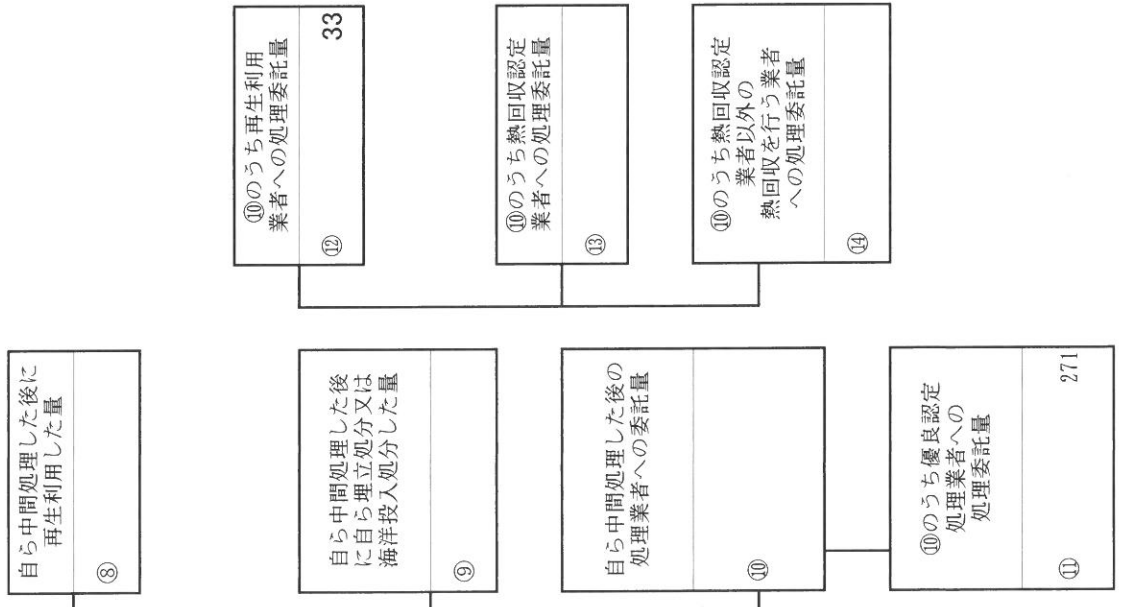 自ら中間処理した後に
再生利用した量
⑧
自ら中間処理した後
に自ら埋立処分又は
海洋投入処分した量
⑨
自ら中間処理した後の
処理業者への委託量
⑩
⑩のうち優良認定
処理業者への
処理委託量
⑪ 271
⑩のうち再生利用
業者への処理委託量
⑫ 33
⑩のうち熱回収認定
業者への処理委託量
⑬
⑩のうち熱回収認定
業者以外の
熱回収を行う業者
への処理委託量
⑭